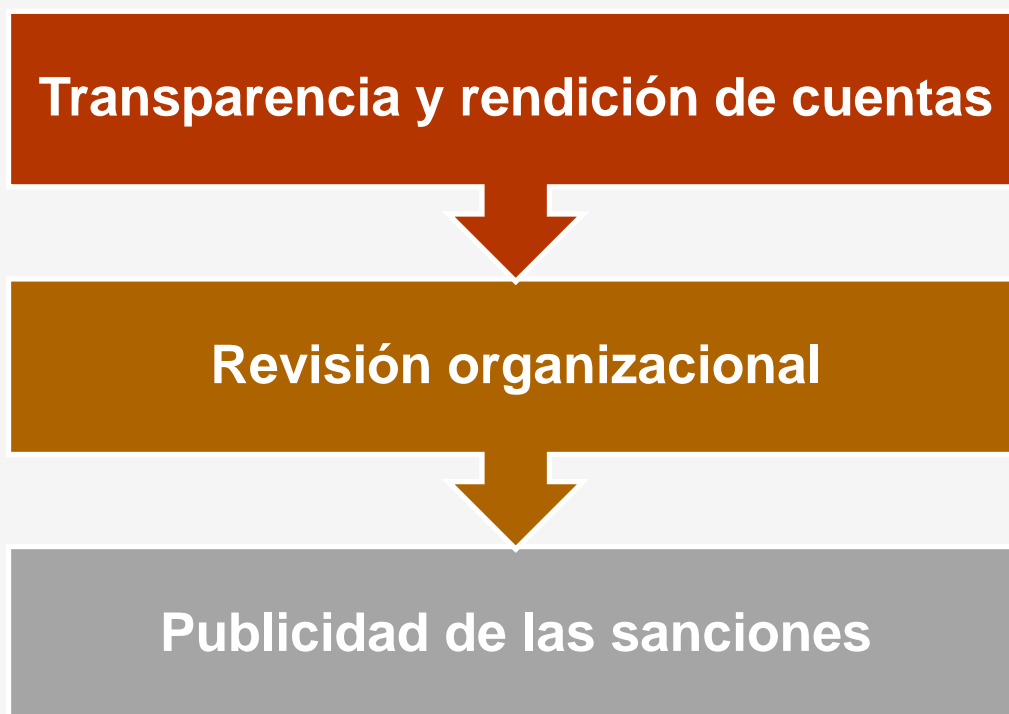 Transparencia y rendición de cuentas
Revisión organizacional
Publicidad de las sanciones